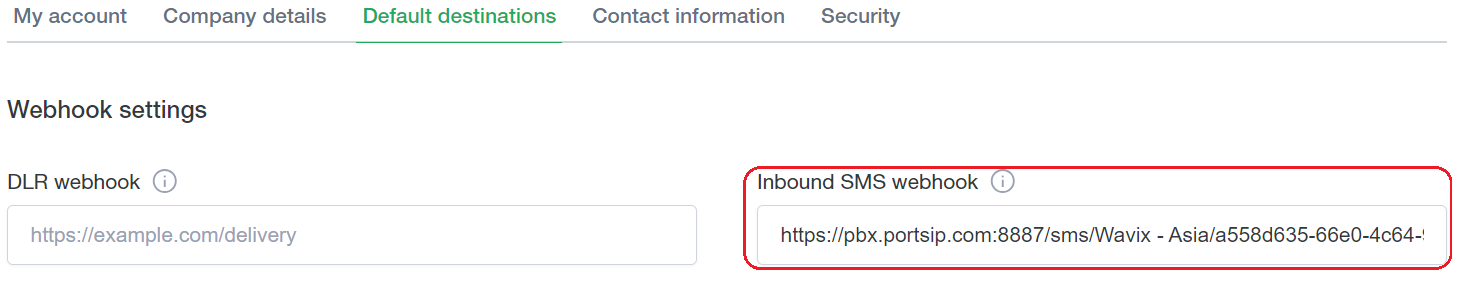 My account Company details Default destinations Contact information Security
Webhook settings
DLR webhook Inbound SMS webhook
https://example.com/delivery https://pbx.portsip.com:8887/sms/Wavix - Asia/a558d635-66e0-4c64-